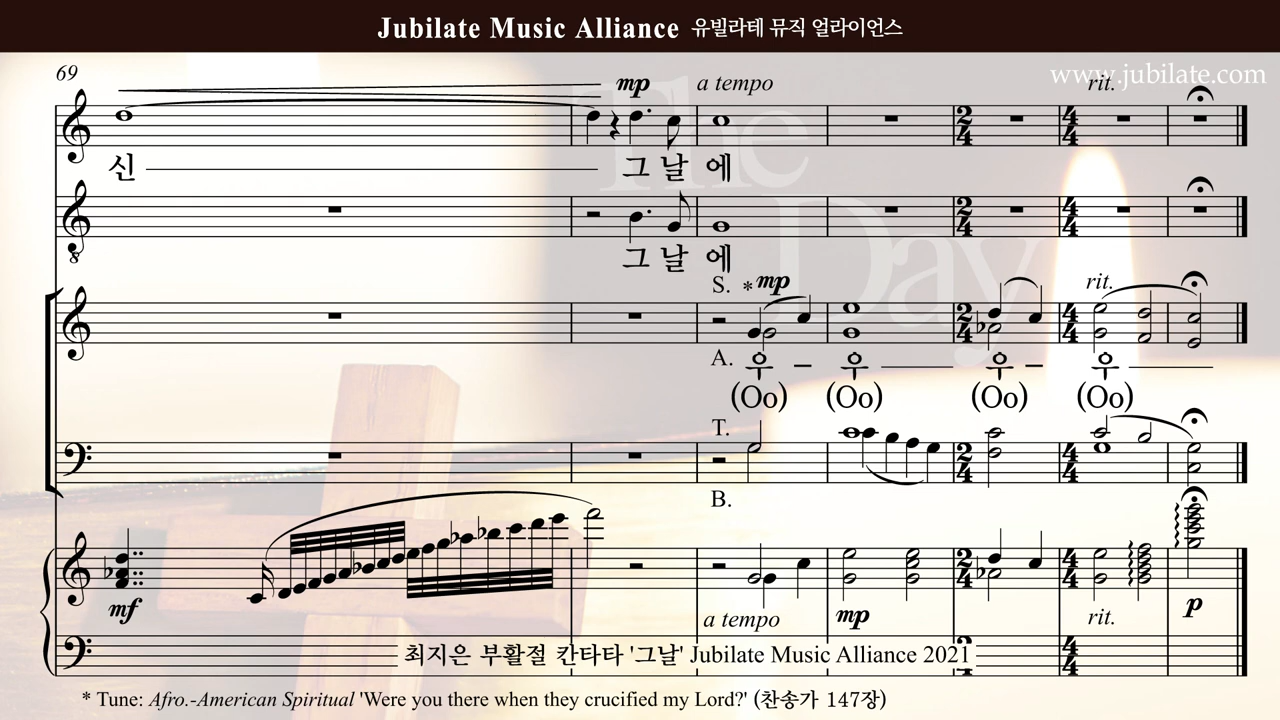 Jubilate Music Alliance 유빌라테 뮤직 얼라이언스
www.jubilate.com
The
Day
69
mp a tempo rit.
신 그 날 에
그 날 에
S. * mp rit.
A. 우 우 우 우
(Oo) (Oo) (Oo) (Oo)
T.
B.
mf a tempo mp rit. p
최지은 부활절 칸타타 '그날' Jubilate Music Alliance 2021
* Tune: Afro.-American Spiritual 'Were you there when they crucified my Lord?' (찬송가 147장)